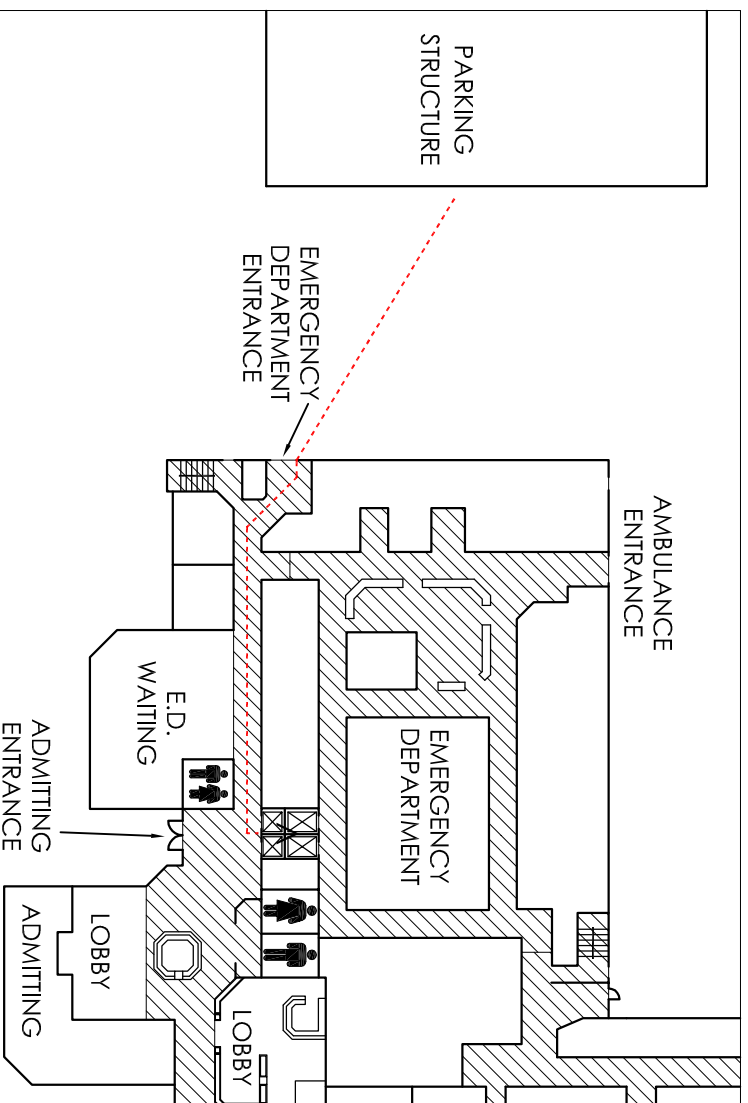 PARKING
STRUCTURE
EMERGENCY
DEPARTMENT
ENTRANCE
AMBULANCE
ENTRANCE
E.D.
WAITING
EMERGENCY
DEPARTMENT
ADMITTING
ENTRANCE
LOBBY
ADMITTING
LOBBY